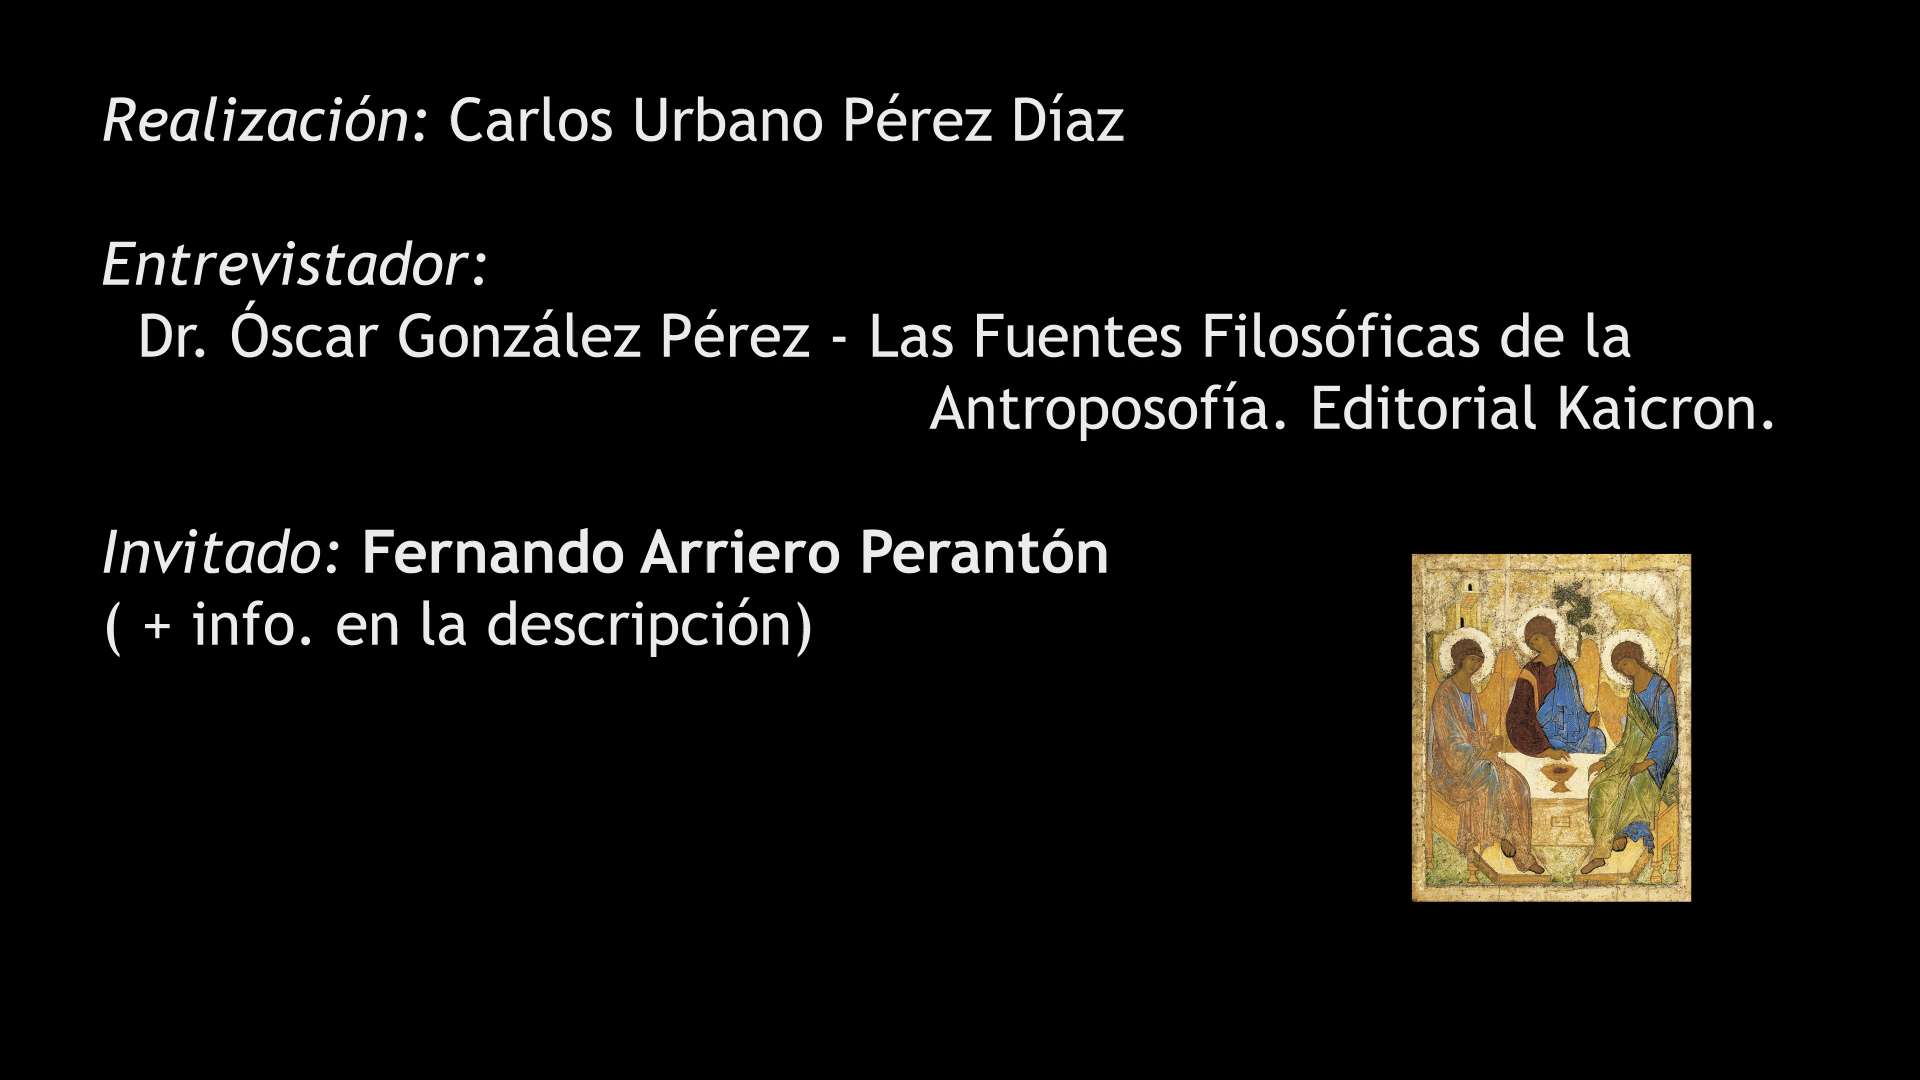 Realización: Carlos Urbano Pérez Díaz
Entrevistador:
Dr. Óscar González Pérez - Las Fuentes Filosóficas de la
Antroposofía. Editorial Kaicron.
Invitado: Fernando Arriero Perantón
( + info. en la descripción)